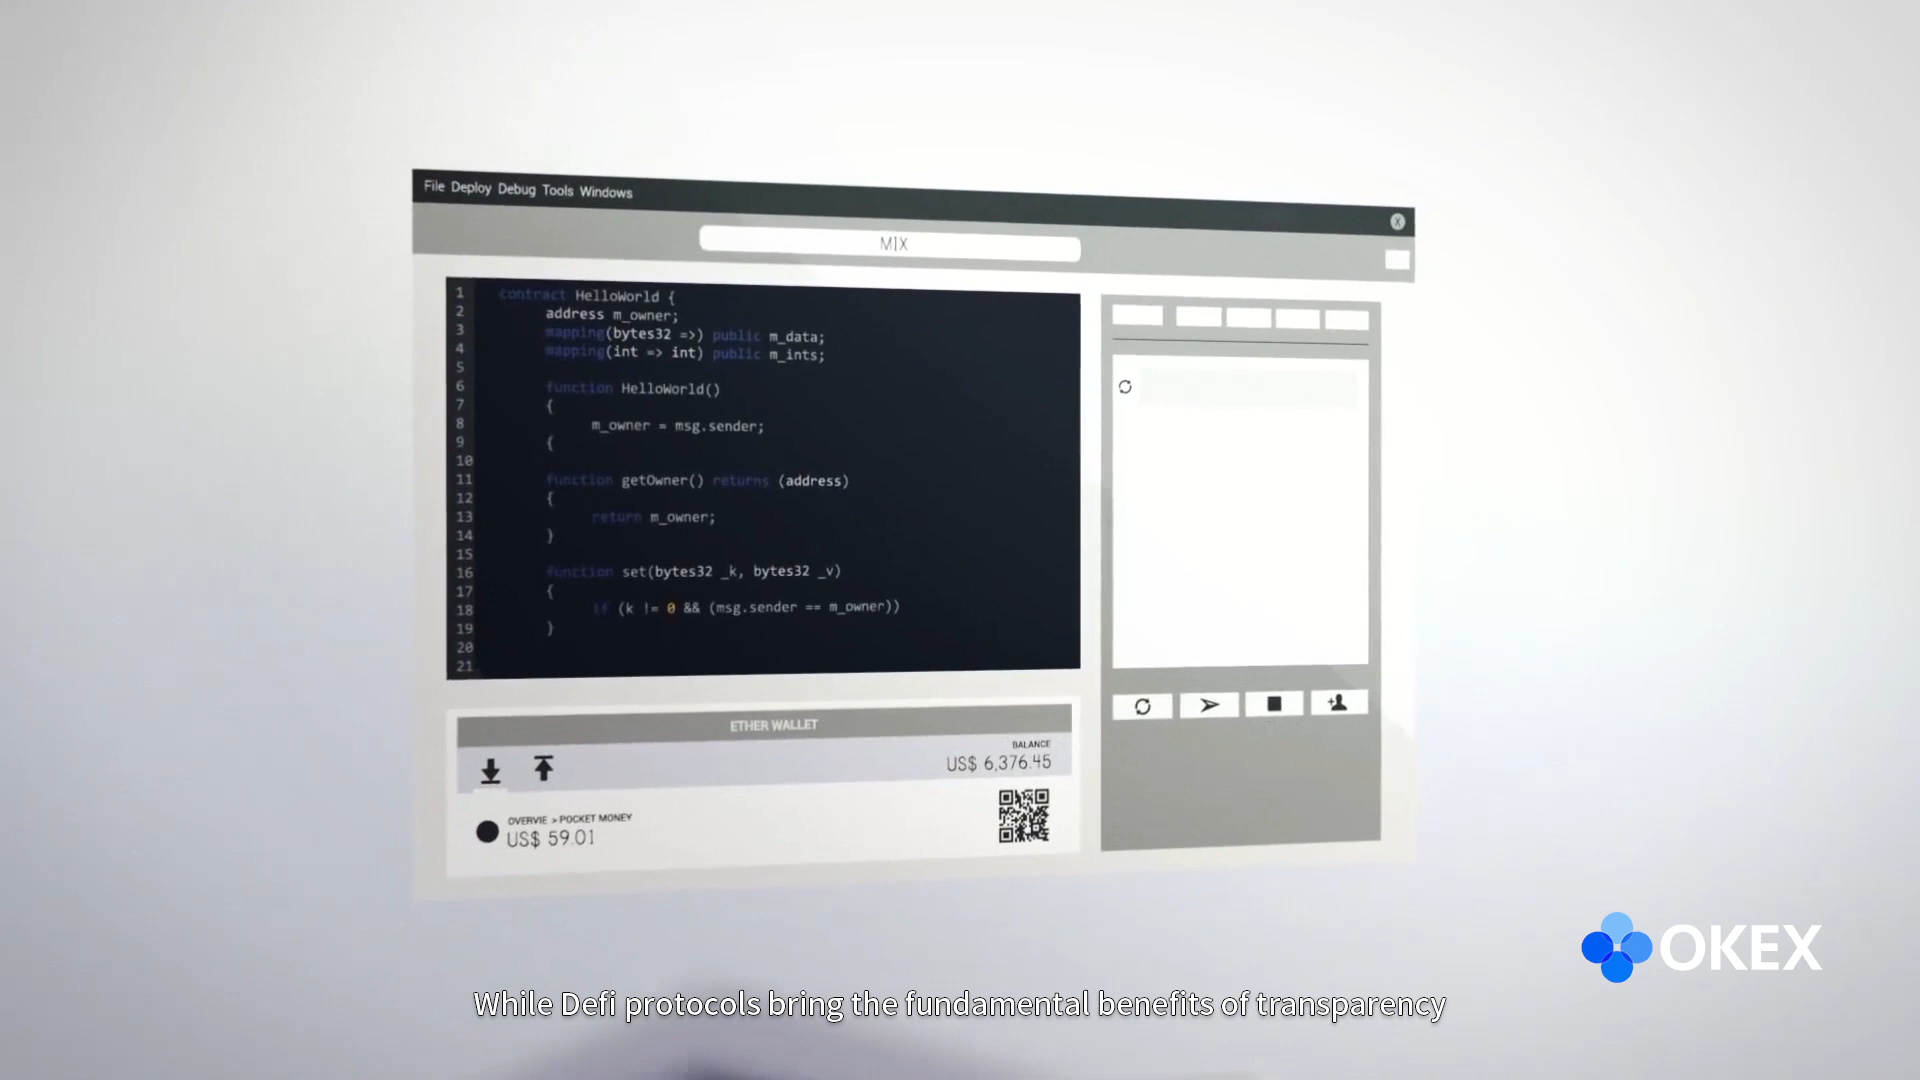 File Deploy Debug Tools Windows
X
MIX
1 contract HelloWorld {
2 address m_owner;
3 mapping(bytes32 =>) public m_data;
4 mapping(int => int) public m_ints;
5
6 function HelloWorld()
7 {
8 m_owner = msg.sender;
9 {
10
11 function getOwner() returns (address)
12 {
13 return m_owner;
14 }
15
16 function set(bytes32 _k, bytes32 _v)
17 {
18 if (k != 0 && (msg.sender == m_owner))
19 }
20
21
ETHER WALLET
BALANCE
US$ 6,376.45
OVERVIE > POCKET MONEY
US$ 59.01
OKEX
While Defi protocols bring the fundamental benefits of transparency